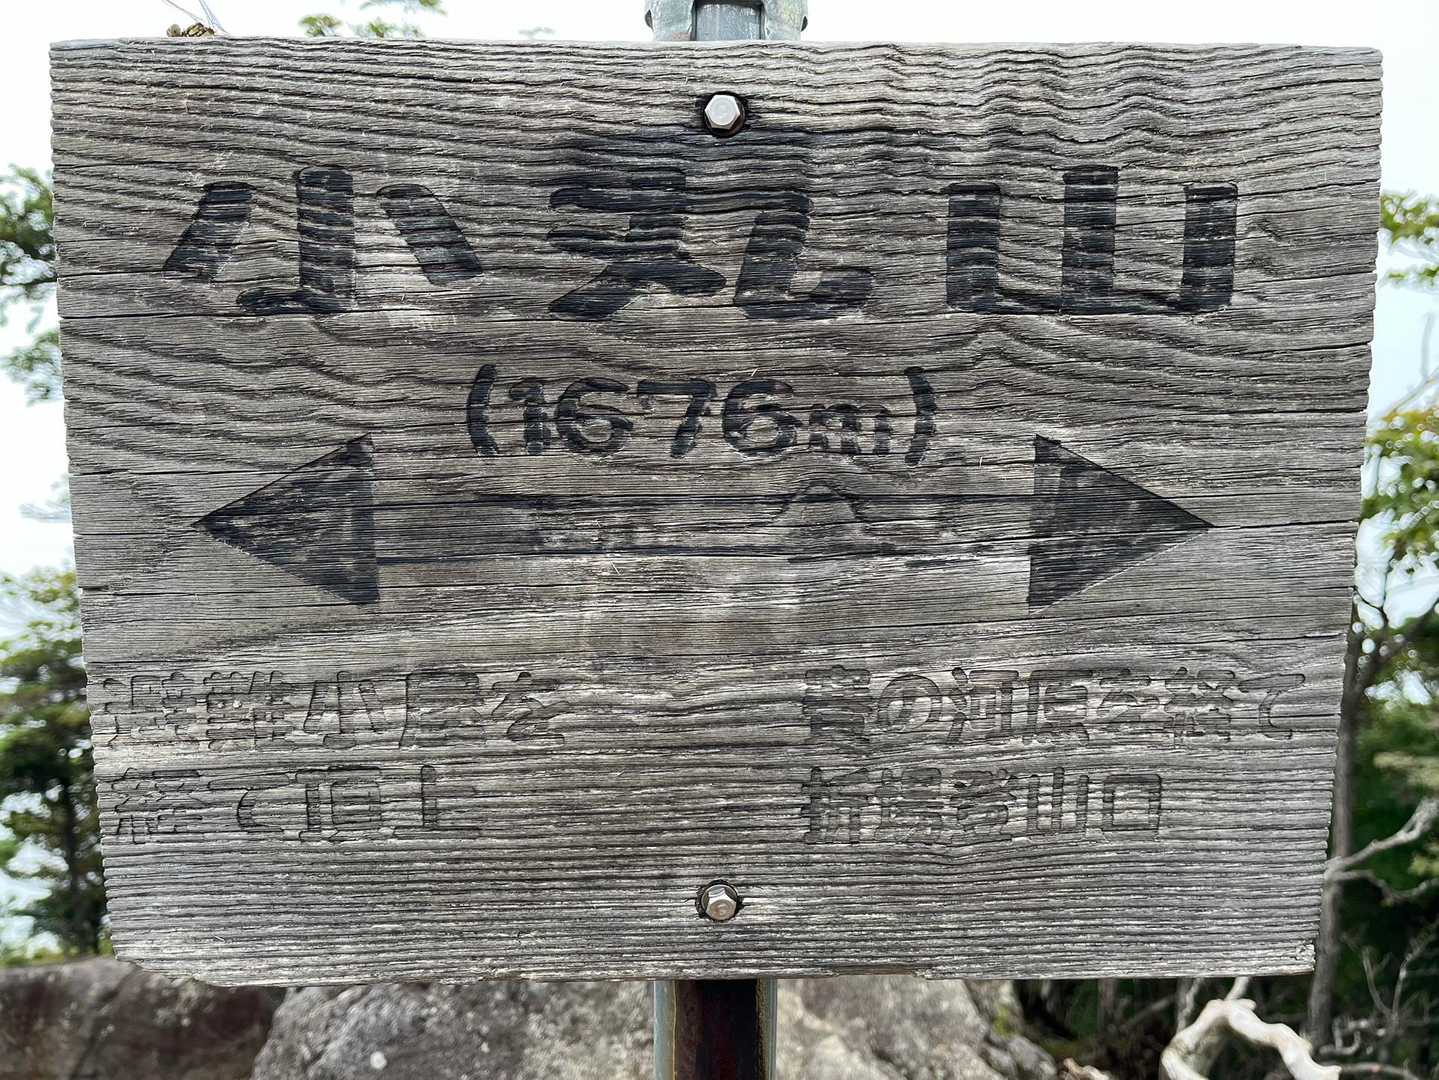 小丸山
(1676m)
避難小屋を
経て頂上
賽の河原を経て
折場登山口